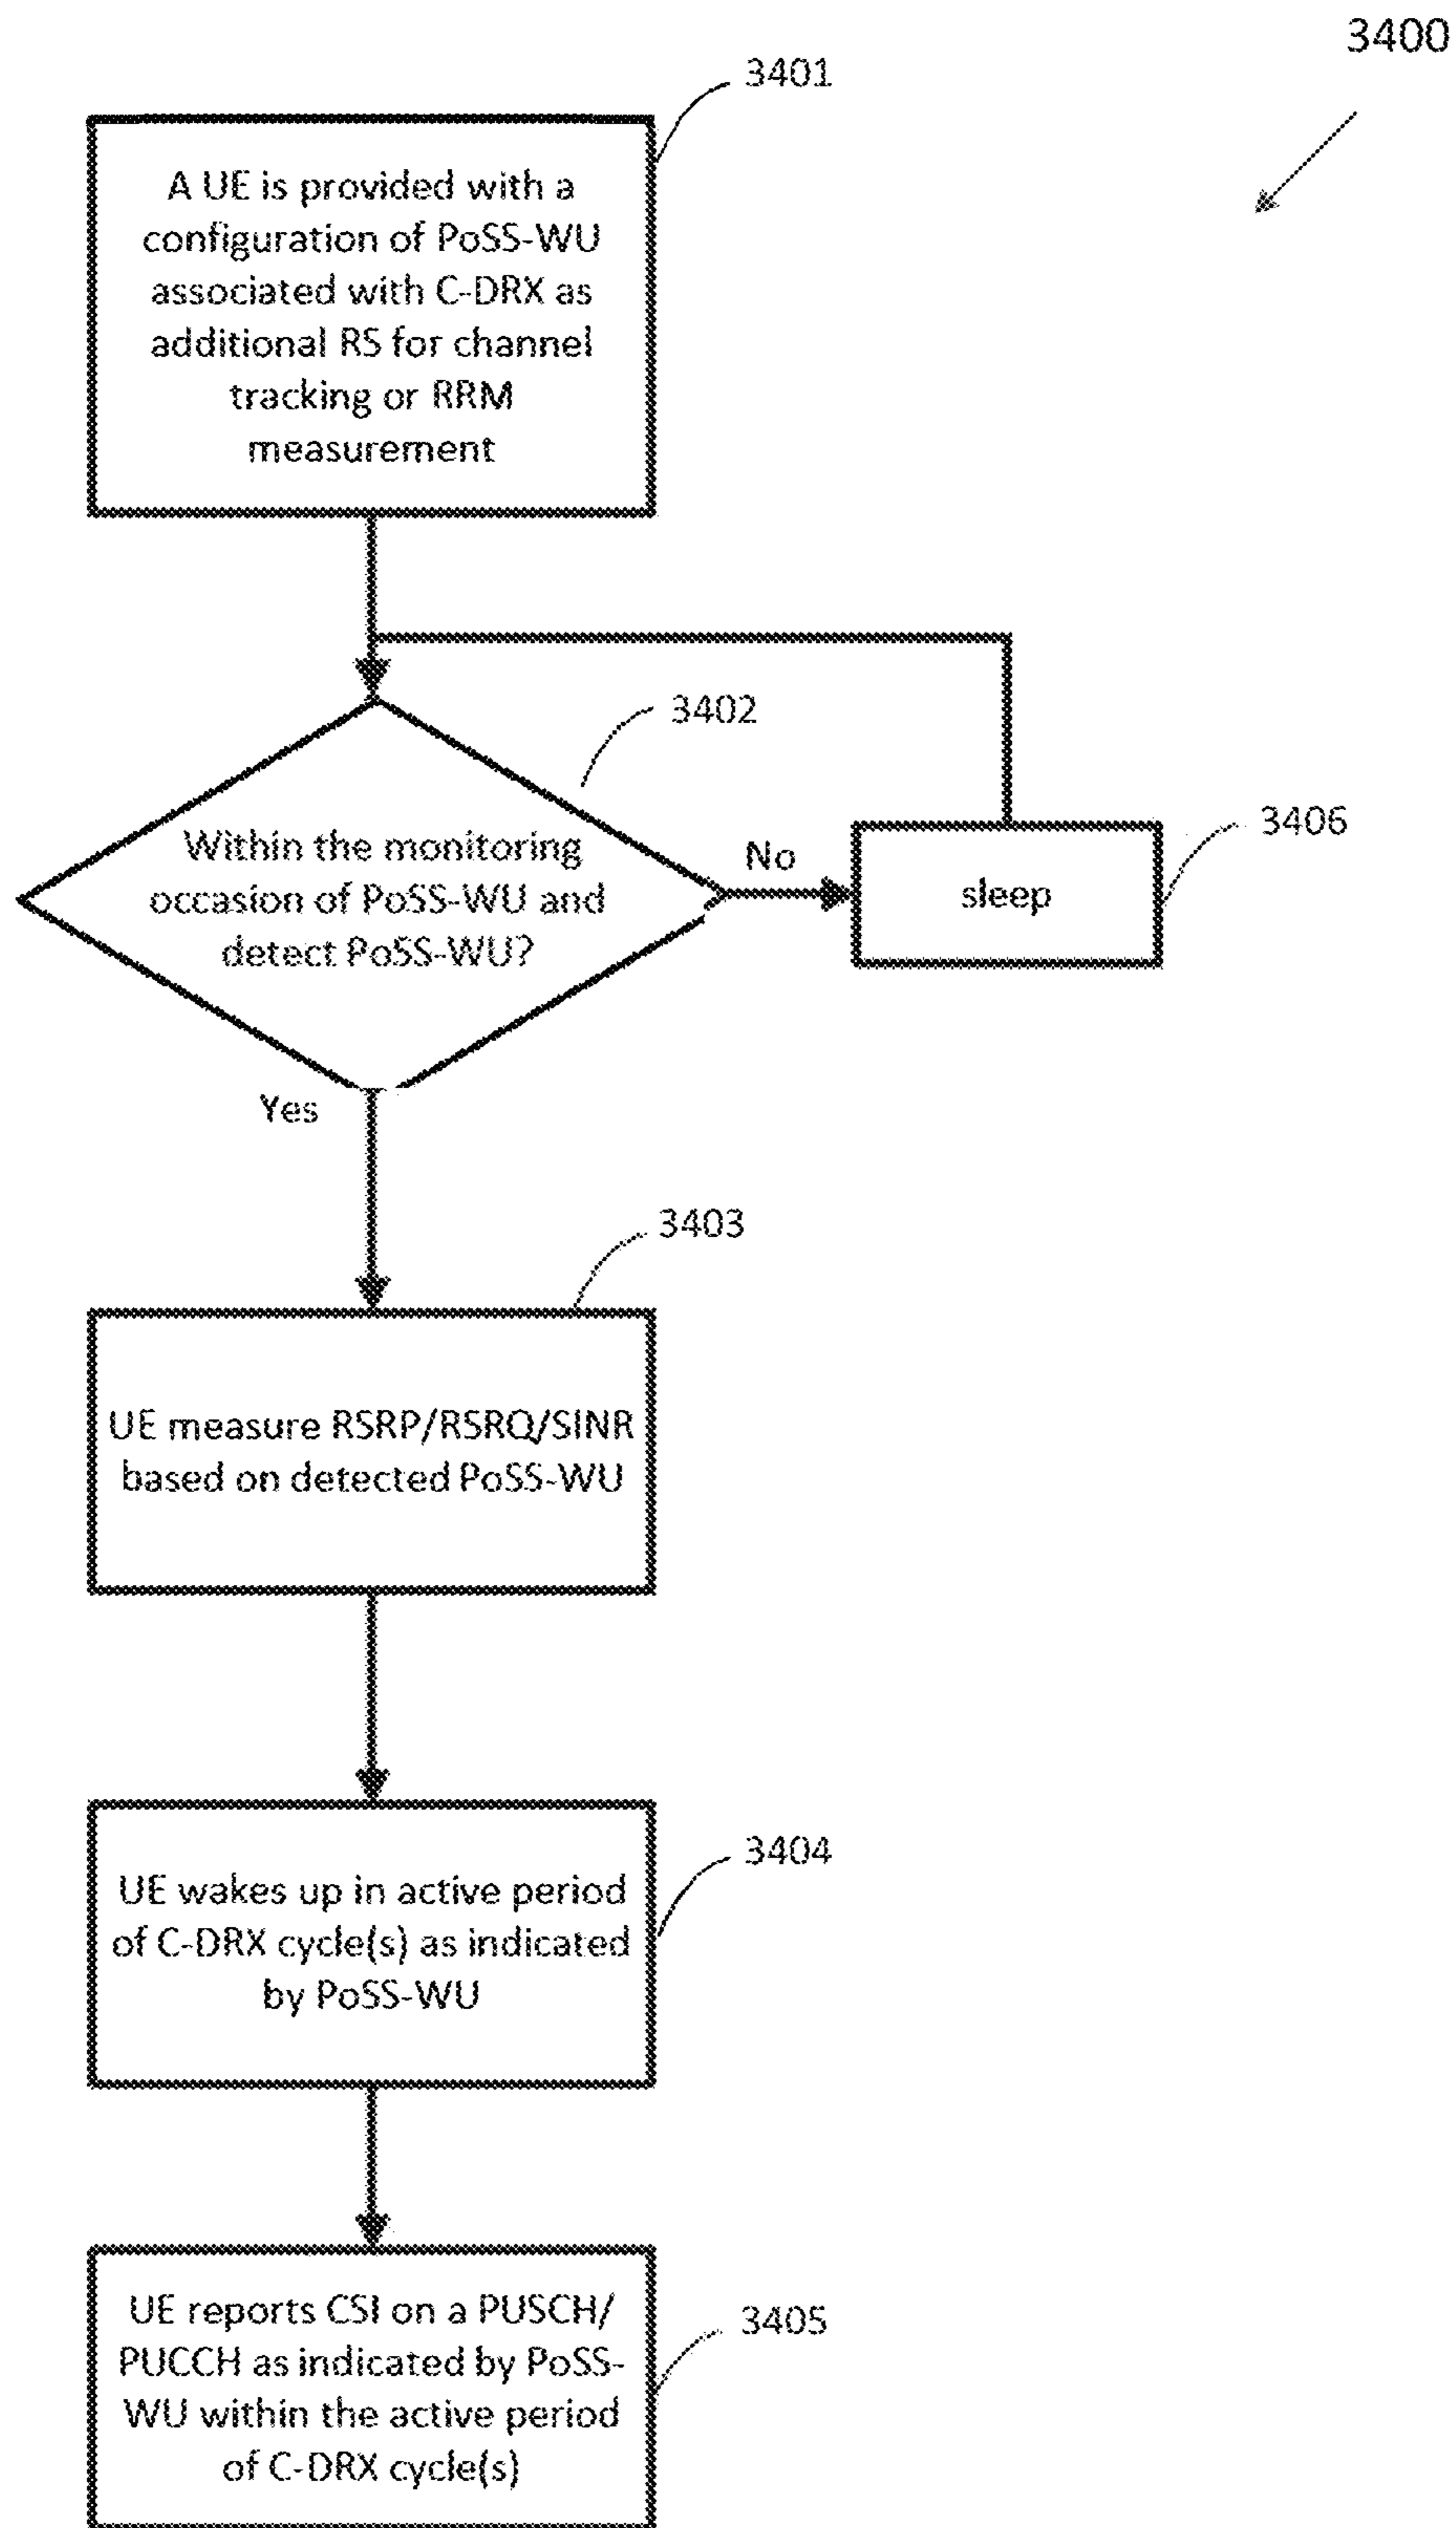 3400
3401
A UE is provided with a
configuration of PoSS-WU
associated with C-DRX as
additional RS for channel
tracking or RRM
measurement
3402
Within the monitoring
occasion of PoSS-WU and
detect PoSS-WU?
No
3406
sleep
Yes
3403
UE measure RSRP/RSRQ/SINR
based on detected PoSS-WU
3404
UE wakes up in active period
of C-DRX cycle(s) as indicated
by PoSS-WU
3405
UE reports CSI on a PUSCH/
PUCCH as indicated by PoSS-
WU within the active period
of C-DRX cycle(s)